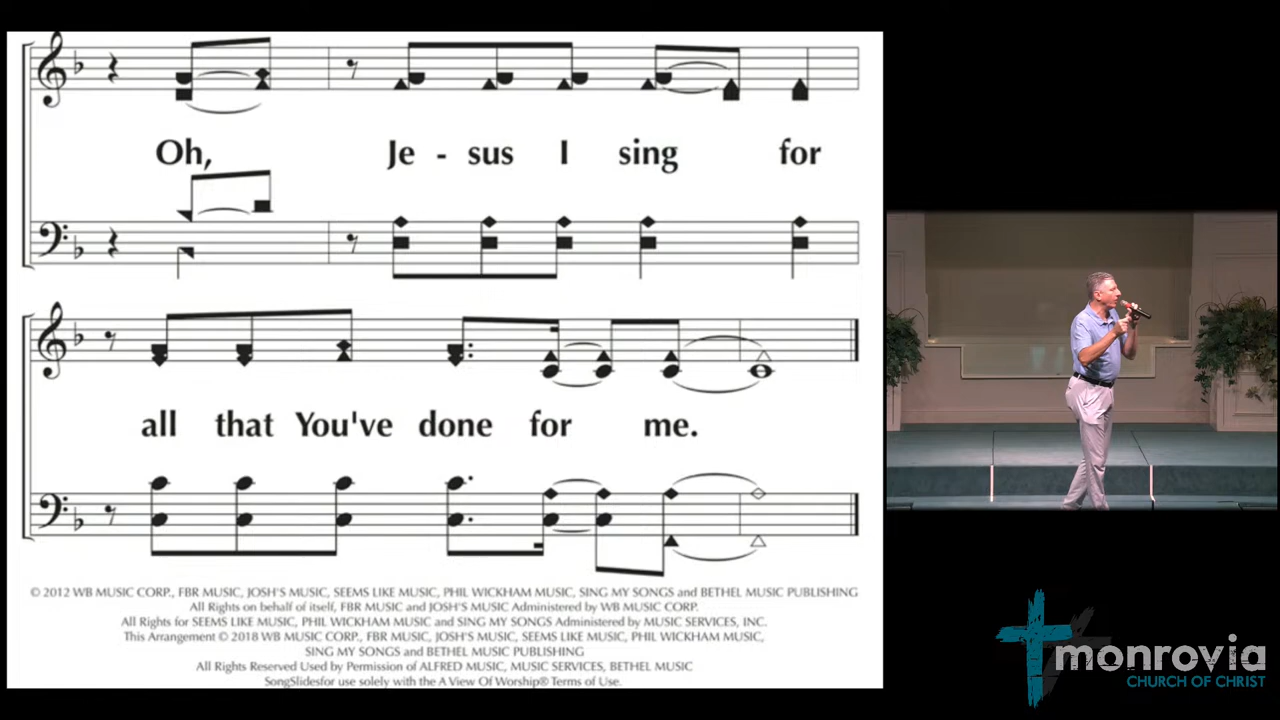 Oh, Je - sus I sing for
all that You've done for me.
© 2012 WB MUSIC CORP., FBR MUSIC, JOSH'S MUSIC, SEEMS LIKE MUSIC, PHIL WICKHAM MUSIC, SING MY SONGS and BETHEL MUSIC PUBLISHING
All Rights on behalf of itself, FBR MUSIC and JOSH'S MUSIC Administered by WB MUSIC CORP.
All Rights for SEEMS LIKE MUSIC, PHIL WICKHAM MUSIC and SING MY SONGS Administered by MUSIC SERVICES, INC.
This Arrangement © 2018 WB MUSIC CORP., FBR MUSIC, JOSH'S MUSIC, SEEMS LIKE MUSIC, PHIL WICKHAM MUSIC,
SING MY SONGS and BETHEL MUSIC PUBLISHING
All Rights Reserved Used by Permission of ALFRED MUSIC, MUSIC SERVICES, BETHEL MUSIC
SongSlidesfor use solely with the A View Of Worship® Terms of Use.
monrovia
CHURCH OF CHRIST